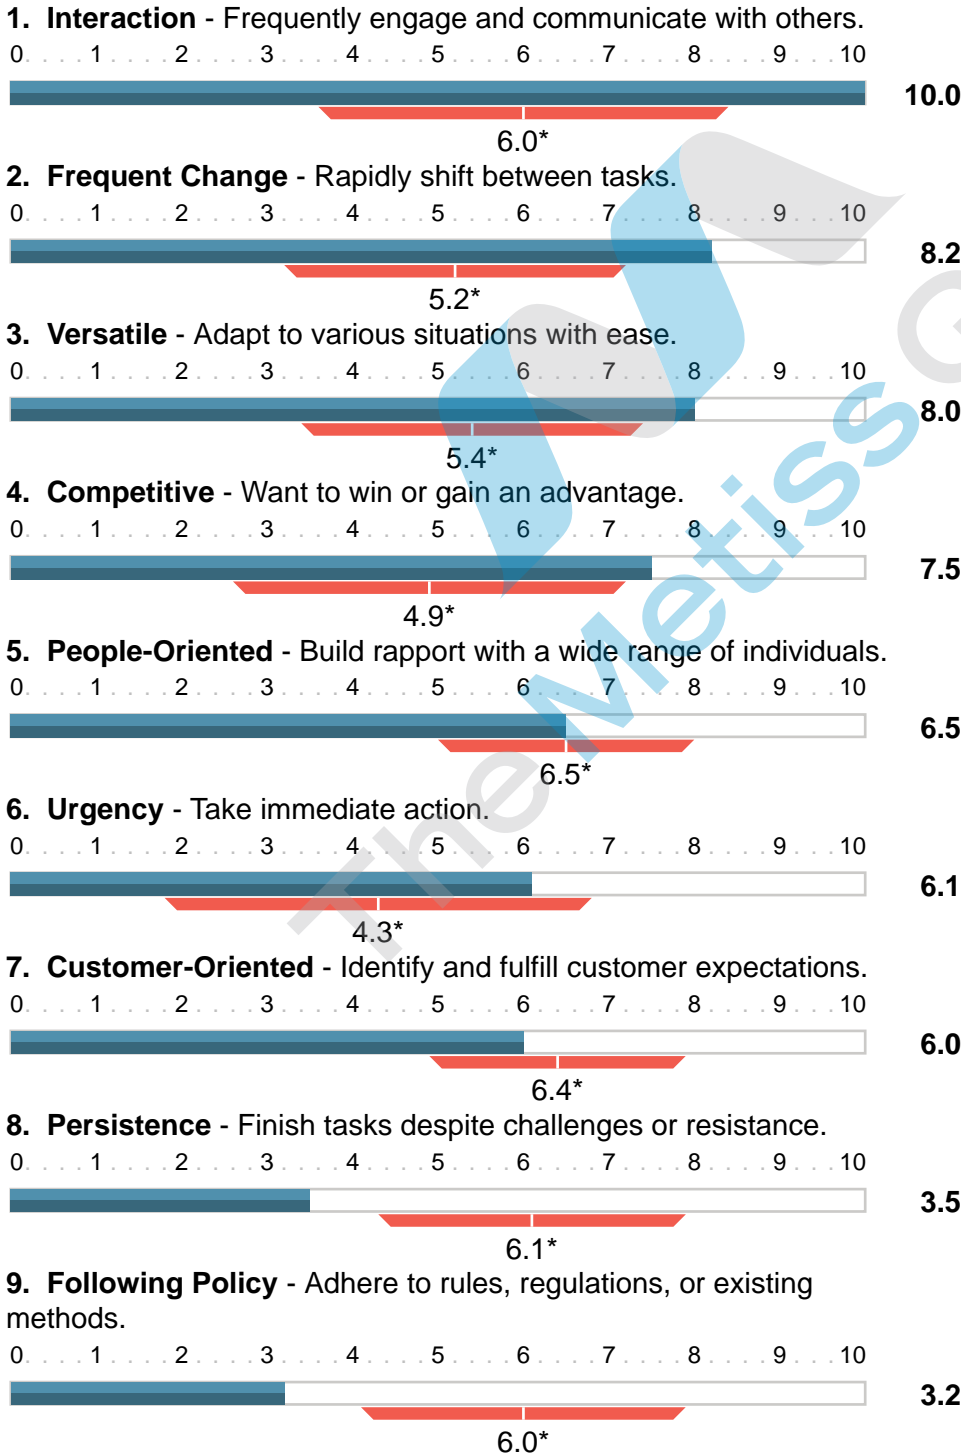 1. Interaction - Frequently engage and communicate with others.
0. . . . 1 . . . . 2 . . . . 3 . . . . 4 . . . . 5 . . . . 6 . . . . 7 . . . . 8 . . . . 9 . . . 10
10.0
6.0*
2. Frequent Change - Rapidly shift between tasks.
0. . . . 1 . . . . 2 . . . . 3 . . . . 4 . . . . 5 . . . . 6 . . . . 7 . . . . 8 . . . . 9 . . . 10
8.2
5.2*
3. Versatile - Adapt to various situations with ease.
0. . . . 1 . . . . 2 . . . . 3 . . . . 4 . . . . 5 . . . . 6 . . . . 7 . . . . 8 . . . . 9 . . . 10
8.0
5.4*
4. Competitive - Want to win or gain an advantage.
0. . . . 1 . . . . 2 . . . . 3 . . . . 4 . . . . 5 . . . . 6 . . . . 7 . . . . 8 . . . . 9 . . . 10
7.5
4.9*
5. People-Oriented - Build rapport with a wide range of individuals.
0. . . . 1 . . . . 2 . . . . 3 . . . . 4 . . . . 5 . . . . 6 . . . . 7 . . . . 8 . . . . 9 . . . 10
6.5
6.5*
6. Urgency - Take immediate action.
0. . . . 1 . . . . 2 . . . . 3 . . . . 4 . . . . 5 . . . . 6 . . . . 7 . . . . 8 . . . . 9 . . . 10
6.1
4.3*
7. Customer-Oriented - Identify and fulfill customer expectations.
0. . . . 1 . . . . 2 . . . . 3 . . . . 4 . . . . 5 . . . . 6 . . . . 7 . . . . 8 . . . . 9 . . . 10
6.0
6.4*
8. Persistence - Finish tasks despite challenges or resistance.
0. . . . 1 . . . . 2 . . . . 3 . . . . 4 . . . . 5 . . . . 6 . . . . 7 . . . . 8 . . . . 9 . . . 10
3.5
6.1*
9. Following Policy - Adhere to rules, regulations, or existing
methods.
0. . . . 1 . . . . 2 . . . . 3 . . . . 4 . . . . 5 . . . . 6 . . . . 7 . . . . 8 . . . . 9 . . . 10
3.2
6.0*
The Metiss G